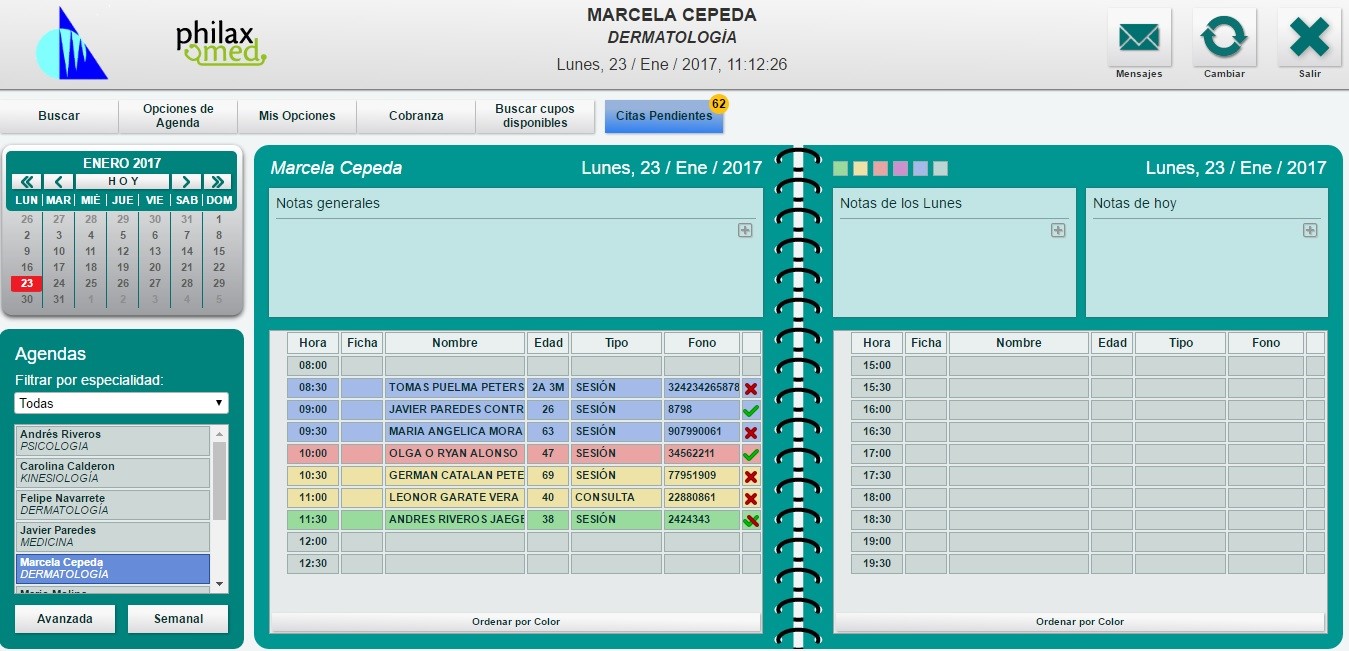 philax
med
MARCELA CEPEDA
DERMATOLOGÍA
Lunes, 23 / Ene / 2017, 11:12:26
Mensajes
Cambiar
Salir
Buscar
Opciones de
Agenda
Mis Opciones
Cobranza
Buscar cupos
disponibles
Citas Pendientes
62
ENERO 2017
HOY
LUN MAR MIÉ JUE VIE SAB DOM
26 27 28 29 30 31 1
2 3 4 5 6 7 8
9 10 11 12 13 14 15
16 17 18 19 20 21 22
23 24 25 26 27 28 29
30 31 1 2 3 4 5
Agendas
Filtrar por especialidad:
Todas
Andrés Riveros
PSICOLOGIA
Carolina Calderon
KINESIOLOGÍA
Felipe Navarrete
DERMATOLOGÍA
Javier Paredes
MEDICINA
Marcela Cepeda
DERMATOLOGÍA
Avanzada
Semanal
Marcela Cepeda
Lunes, 23 / Ene / 2017
Notas generales
Hora Ficha Nombre Edad Tipo Fono
08:00
08:30 TOMAS PUELMA PETERS 2A 3M SESIÓN 324234265878
09:00 JAVIER PAREDES CONTR 26 SESIÓN 8798
09:30 MARIA ANGELICA MORA 63 SESIÓN 907990061
10:00 OLGA O RYAN ALONSO 47 SESIÓN 34562211
10:30 GERMAN CATALAN PETE 69 SESIÓN 77951909
11:00 LEONOR GARATE VERA 40 CONSULTA 22880861
11:30 ANDRES RIVEROS JAEGE 38 SESIÓN 2424343
12:00
12:30
Ordenar por Color
Lunes, 23 / Ene / 2017
Notas de los Lunes
Notas de hoy
Hora Ficha Nombre Edad Tipo Fono
15:00
15:30
16:00
16:30
17:00
17:30
18:00
18:30
19:00
19:30
Ordenar por Color